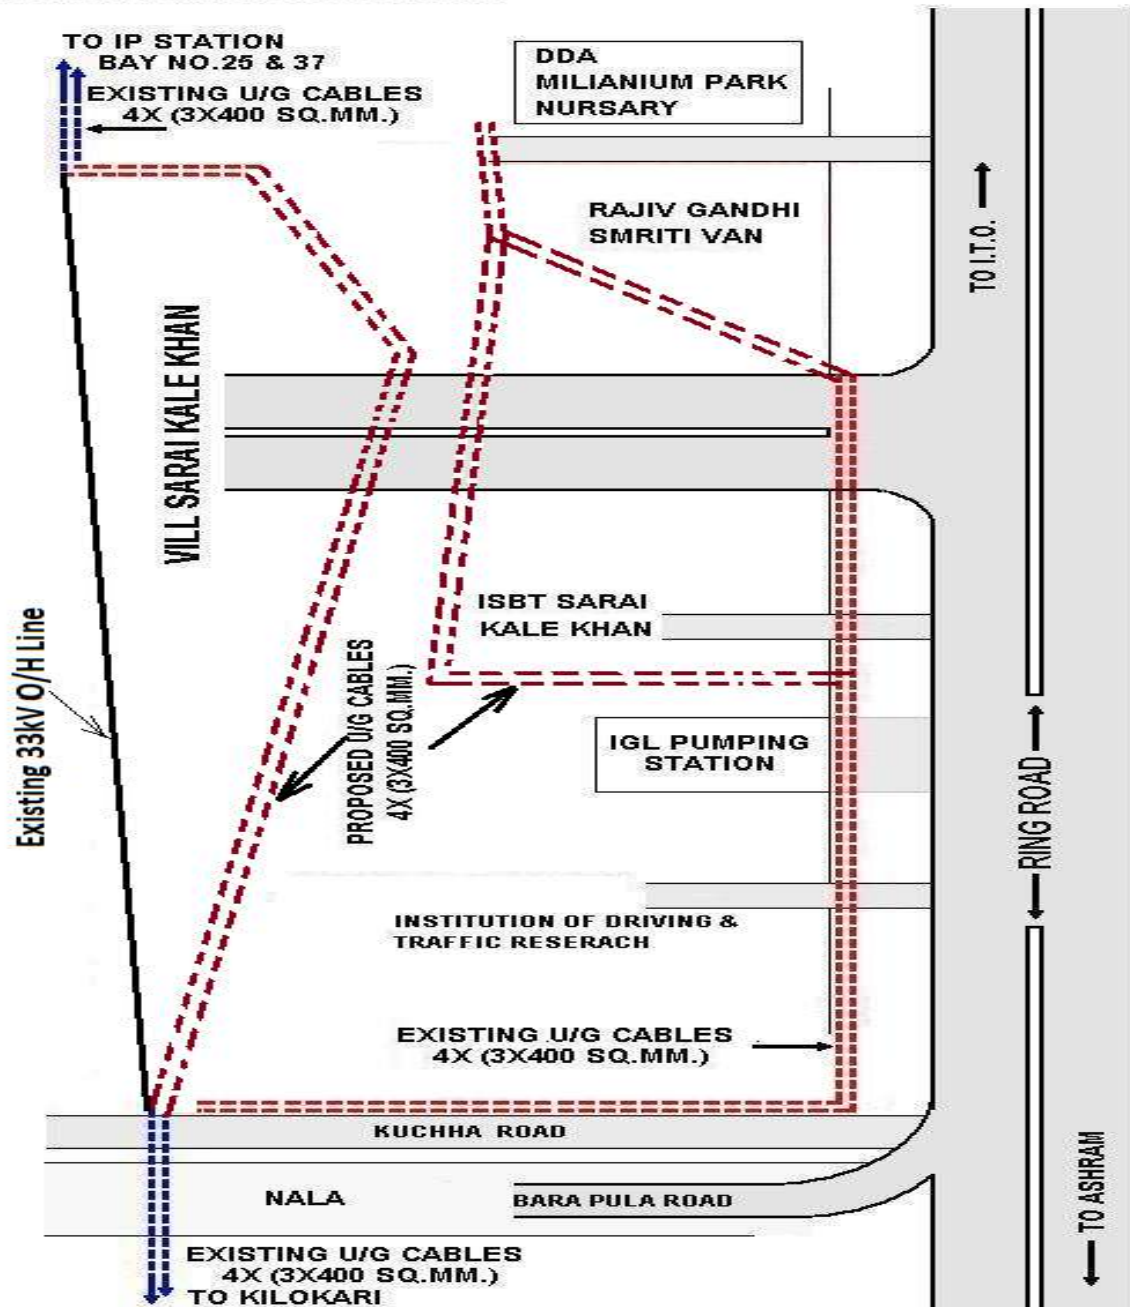 TO IP STATION
BAY NO.25 & 37
EXISTING U/G CABLES
4X (3X400 SQ.MM.)
DDA
MILIANIUM PARK
NURSARY
RAJIV GANDHI
SMRITI VAN
TO I.T.O.
VILL SARAI KALE KHAN
ISBT SARAI
KALE KHAN
Existing 33kV O/H Line
PROPOSED U/G CABLES
4X (3X400 SQ.MM.)
IGL PUMPING
STATION
RING ROAD
INSTITUTION OF DRIVING &
TRAFFIC RESERACH
EXISTING U/G CABLES
4X (3X400 SQ.MM.)
KUCHHA ROAD
NALA
BARA PULA ROAD
TO ASHRAM
EXISTING U/G CABLES
4X (3X400 SQ.MM.)
TO KILOKARI